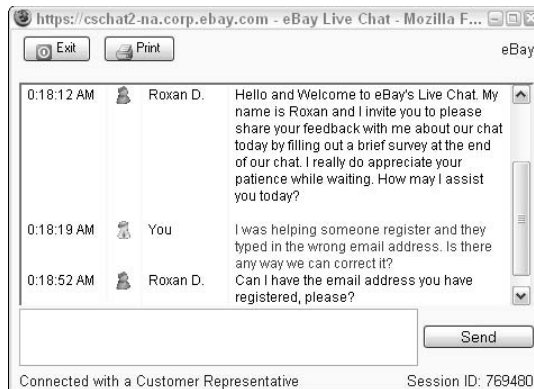 https://cschat2-na.corp.ebay.com - eBay Live Chat - Mozilla F...
Exit Print eBay
0:18:12 AM Roxan D. Hello and Welcome to eBay's Live Chat. My
name is Roxan and I invite you to please
share your feedback with me about our chat
today by filling out a brief survey at the end
of our chat. I really do appreciate your
patience while waiting. How may I assist
you today?
0:18:19 AM You I was helping someone register and they
typed in the wrong email address. Is there
any way we can correct it?
0:18:52 AM Roxan D. Can I have the email address you have
registered, please?
Send
Connected with a Customer Representative Session ID: 769480